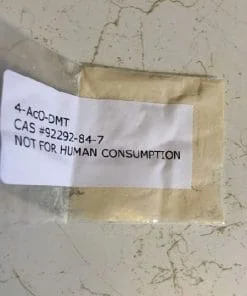 4-AcO-DMT
CAS #92292-84-7
NOT FOR HUMAN CONSUMPTION